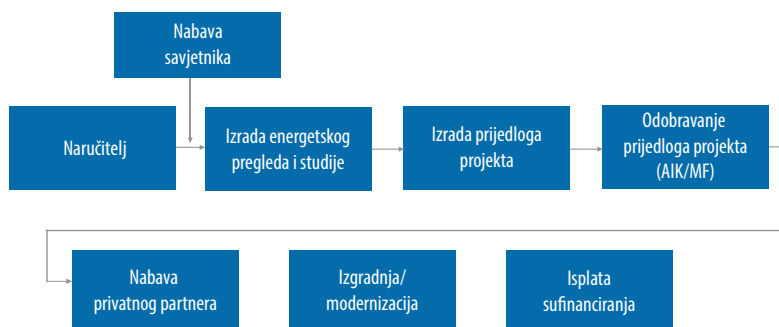 Nabava
savjetnika
Naručitelj
Izrada energetskog
pregleda i studije
Izrada prijedloga
projekta
Odobravanje
prijedloga projekta
(AIK/MF)
Nabava
privatnog partnera
Izgradnja/
modernizacija
Isplata
sufinanciranja